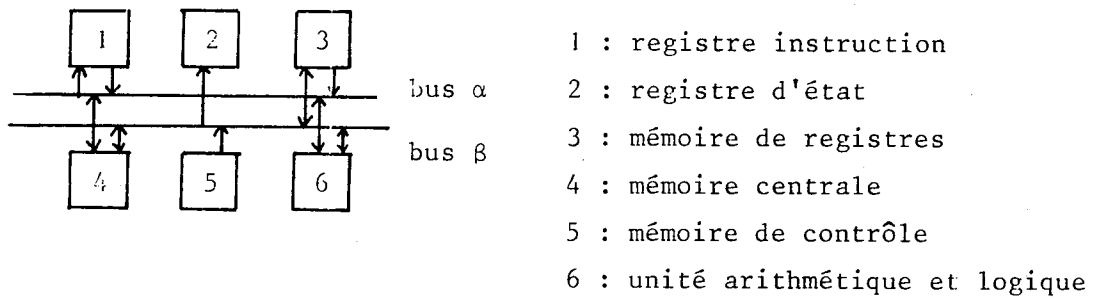 1 2 3
bus α
bus β
4 5 6
1 : registre instruction
2 : registre d'état
3 : mémoire de registres
4 : mémoire centrale
5 : mémoire de contrôle
6 : unité arithmétique et logique